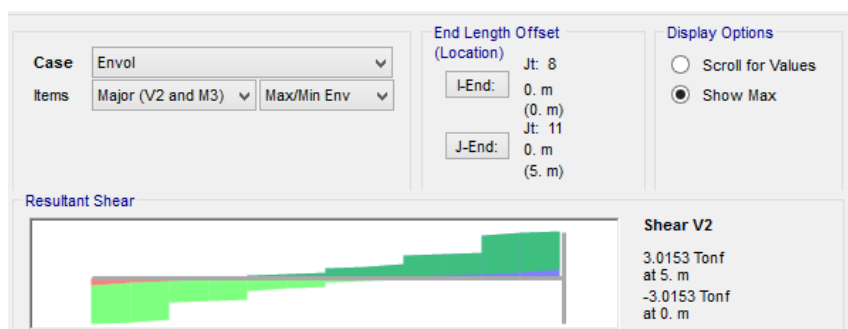 Case
Envol
Items
Major (V2 and M3)
Max/Min Env
End Length Offset
(Location)
Jt: 8
I-End:
0. m
(0. m)
Jt: 11
J-End:
0. m
(5. m)
Display Options
Scroll for Values
Show Max
Resultant Shear
Shear V2
3.0153 Tonf
at 5. m
-3.0153 Tonf
at 0. m